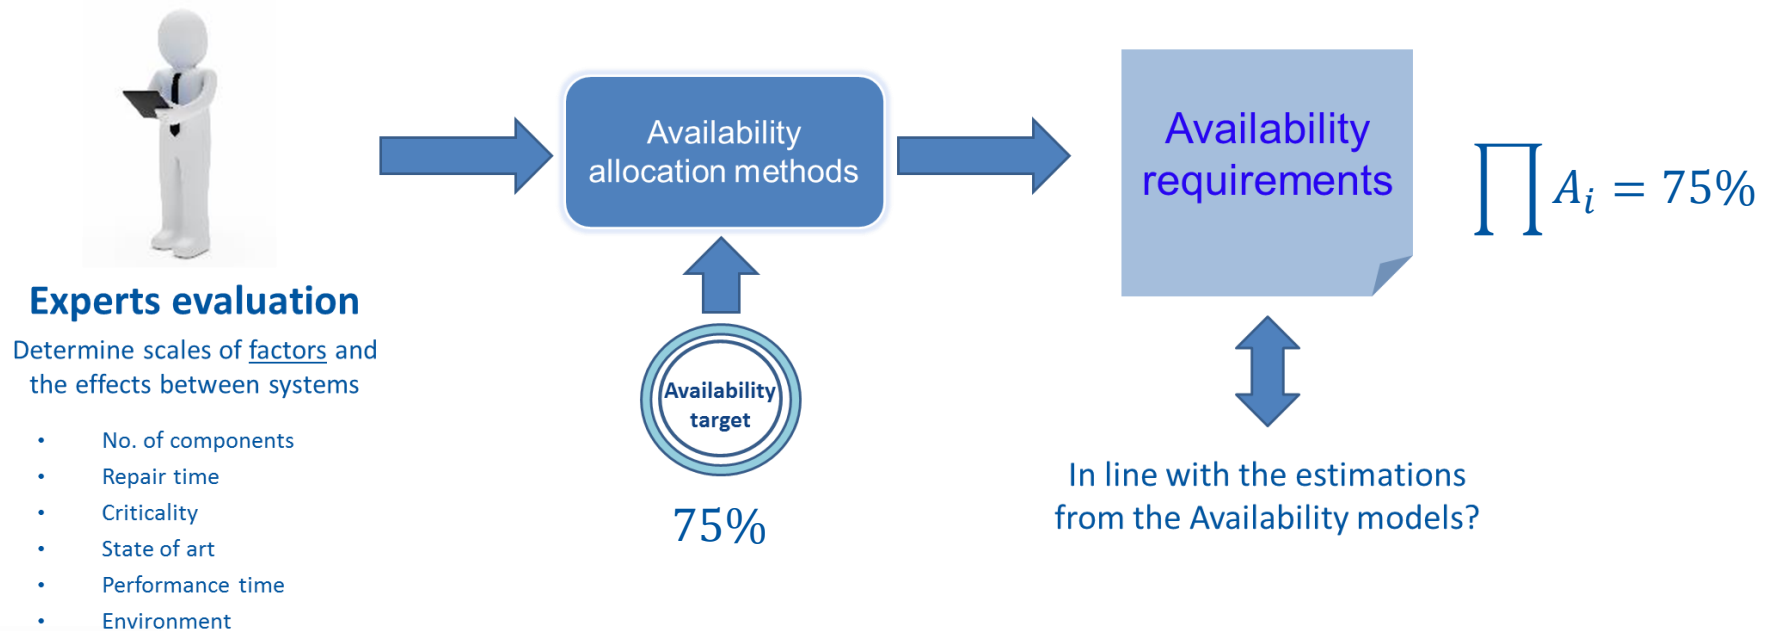 Experts evaluation
Determine scales of factors and
the effects between systems
• No. of components
• Repair time
• Criticality
• State of art
• Performance time
• Environment
Availability
allocation methods
Availability
target
75%
Availability
requirements
∏ Aᵢ = 75%
In line with the estimations
from the Availability models?